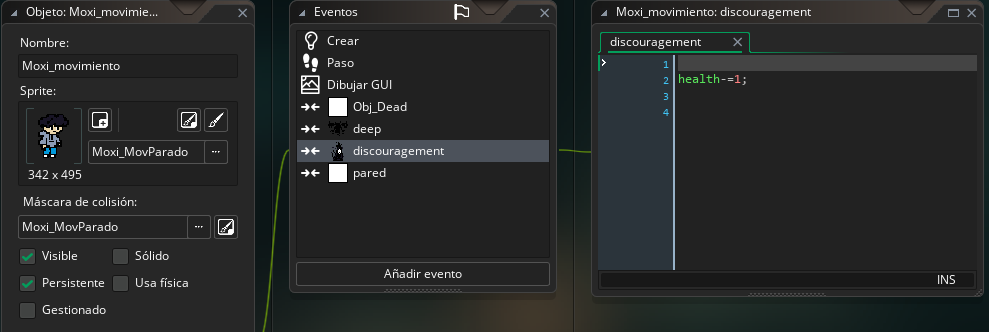 Objeto: Moxi_movimie...
Nombre:
Moxi_movimiento
Sprite:
Moxi_MovParado
...
342 x 495
Máscara de colisión:
Moxi_MovParado
...
Visible
Sólido
Persistente
Usa física
Gestionado
Eventos
Crear
Paso
Dibujar GUI
Obj_Dead
deep
discouragement
pared
Añadir evento
Moxi_movimiento: discouragement
discouragement
1
2 health-=1;
3
4
INS